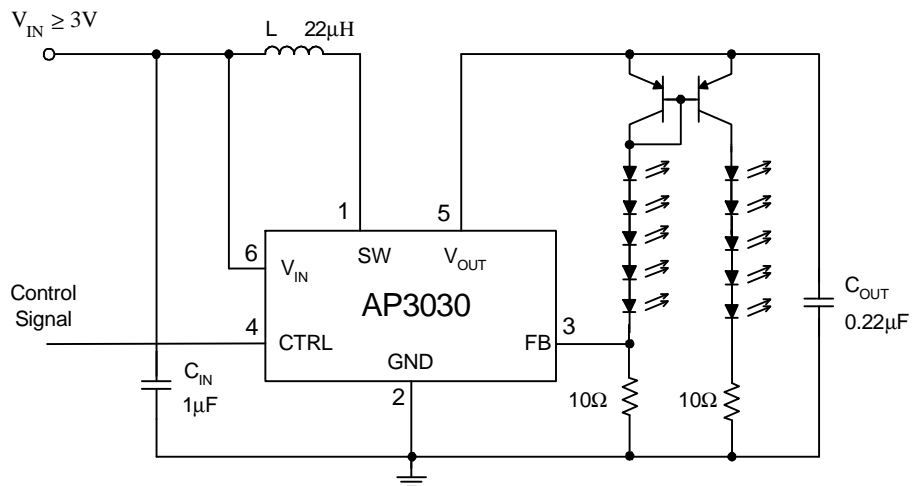 V_IN ≥ 3V
L 22µH
1
5
6
V_IN
SW
V_OUT
AP3030
Control
Signal
4
CTRL
FB
3
GND
2
C_IN
1µF
10Ω
10Ω
C_OUT
0.22µF